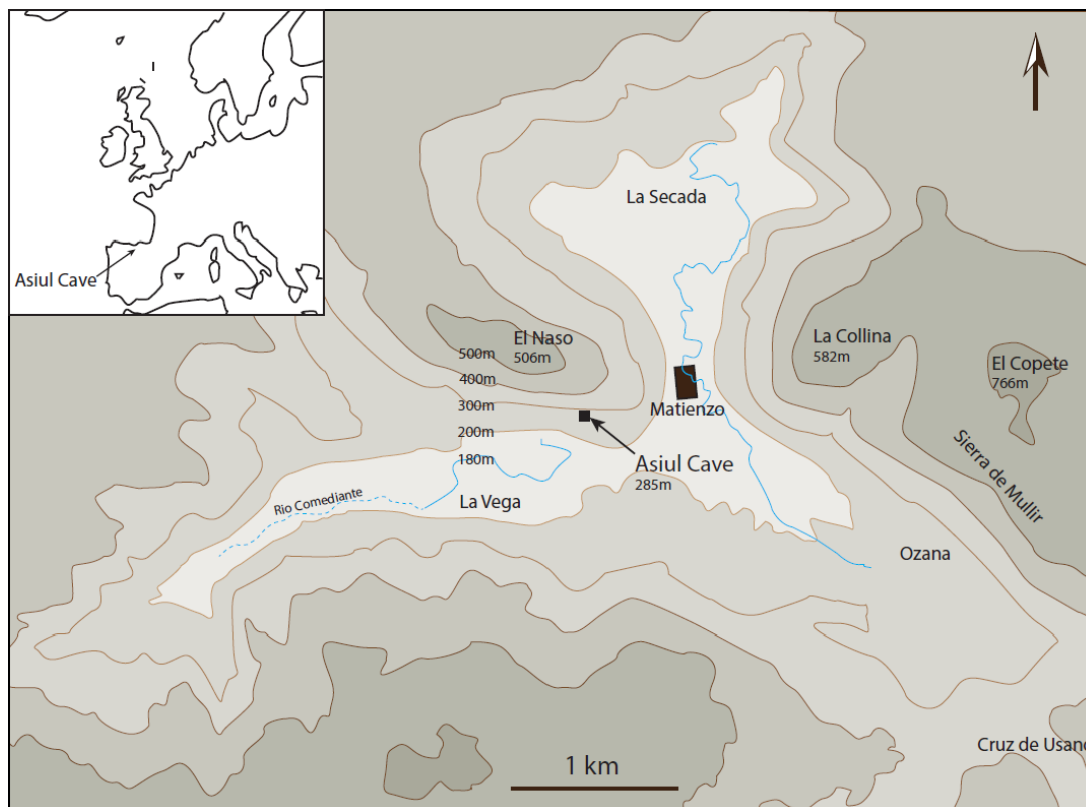 Asiul Cave
La Secada
El Naso
506m
La Collina
582m
El Copete
766m
500m
400m
300m
200m
180m
Matienzo
Asiul Cave
285m
Sierra de Mullir
Rio Comediante
La Vega
Ozana
Cruz de Usano
1 km